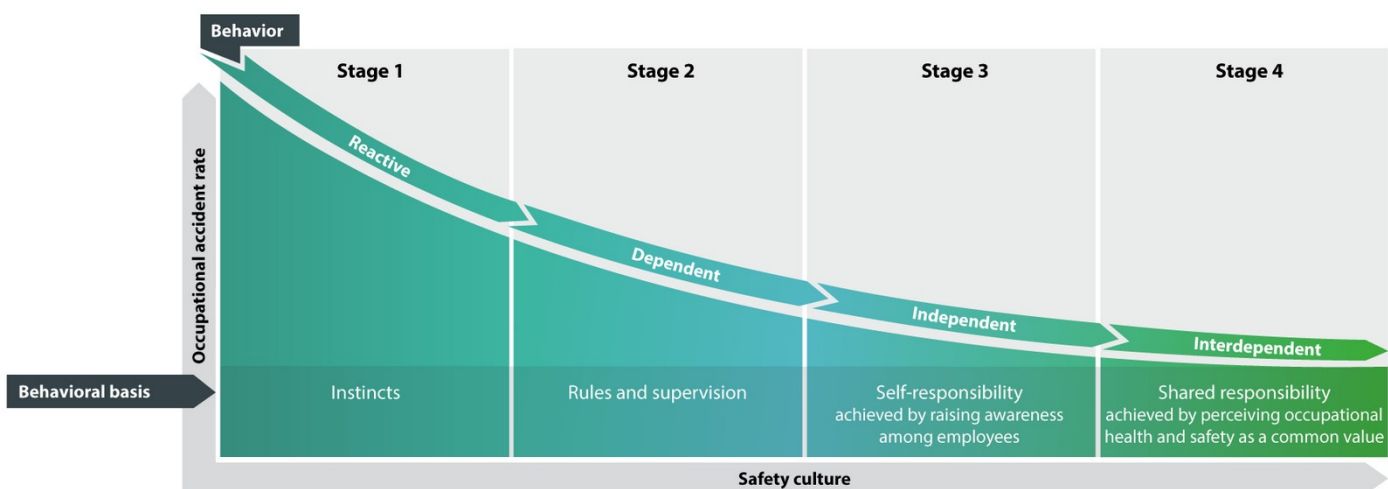 Behavior
Stage 1
Stage 2
Stage 3
Stage 4
Occupational accident rate
Reactive
Dependent
Independent
Interdependent
Behavioral basis
Instincts
Rules and supervision
Self-responsibility
achieved by raising awareness
among employees
Shared responsibility
achieved by perceiving occupational
health and safety as a common value
Safety culture